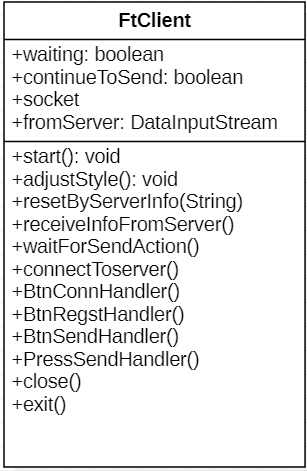 FtClient
+waiting: boolean
+continueToSend: boolean
+socket
+fromServer: DataInputStream
+start(): void
+adjustStyle(): void
+resetByServerInfo(String)
+receiveInfoFromServer()
+waitForSendAction()
+connectToserver()
+BtnConnHandler()
+BtnRegstHandler()
+BtnSendHandler()
+PressSendHandler()
+close()
+exit()